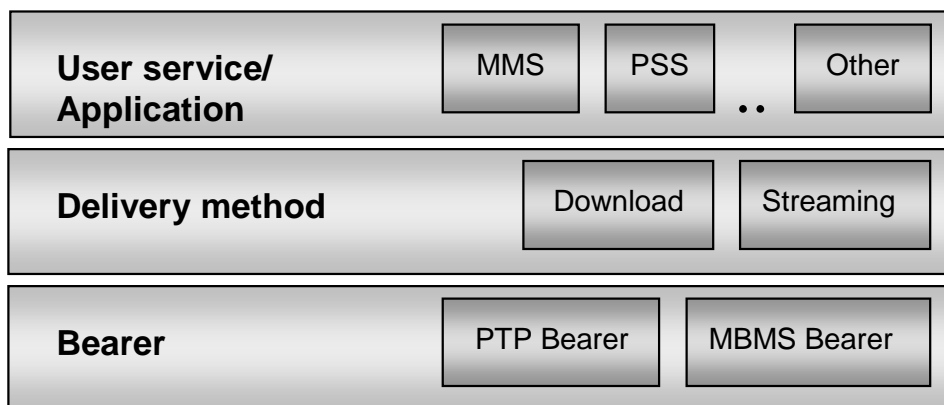 User service/
Application
MMS
PSS
..
Other
Delivery method
Download
Streaming
Bearer
PTP Bearer
MBMS Bearer